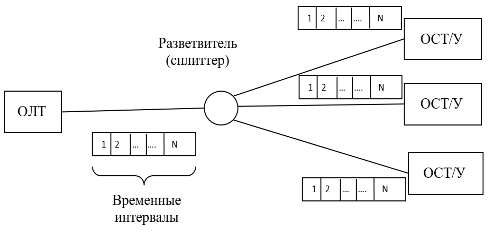 1 2 ... .... N
Разветвитель
(сплиттер)
ОСТ/У
1 2 ... .... N
ОЛТ
ОСТ/У
1 2 ... .... N
ОСТ/У
1 2 ... .... N
Временные
интервалы